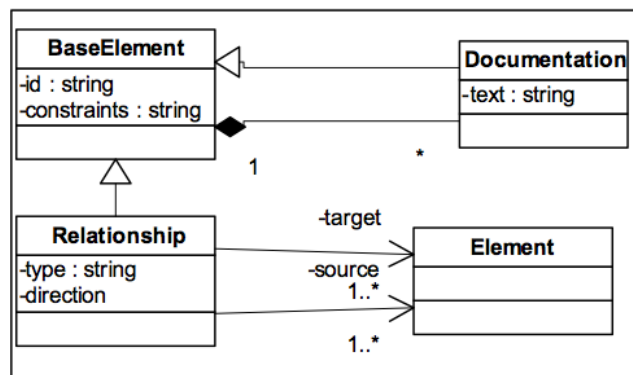 BaseElement
-id : string
-constraints : string
Documentation
-text : string
1
*
Relationship
-type : string
-direction
-target
-source
1..*
1..*
Element